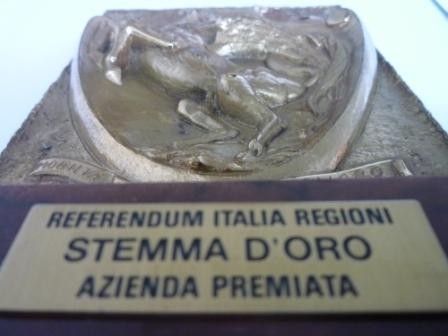 REFERENDUM ITALIA REGIONI
STEMMA D'ORO
AZIENDA PREMIATA